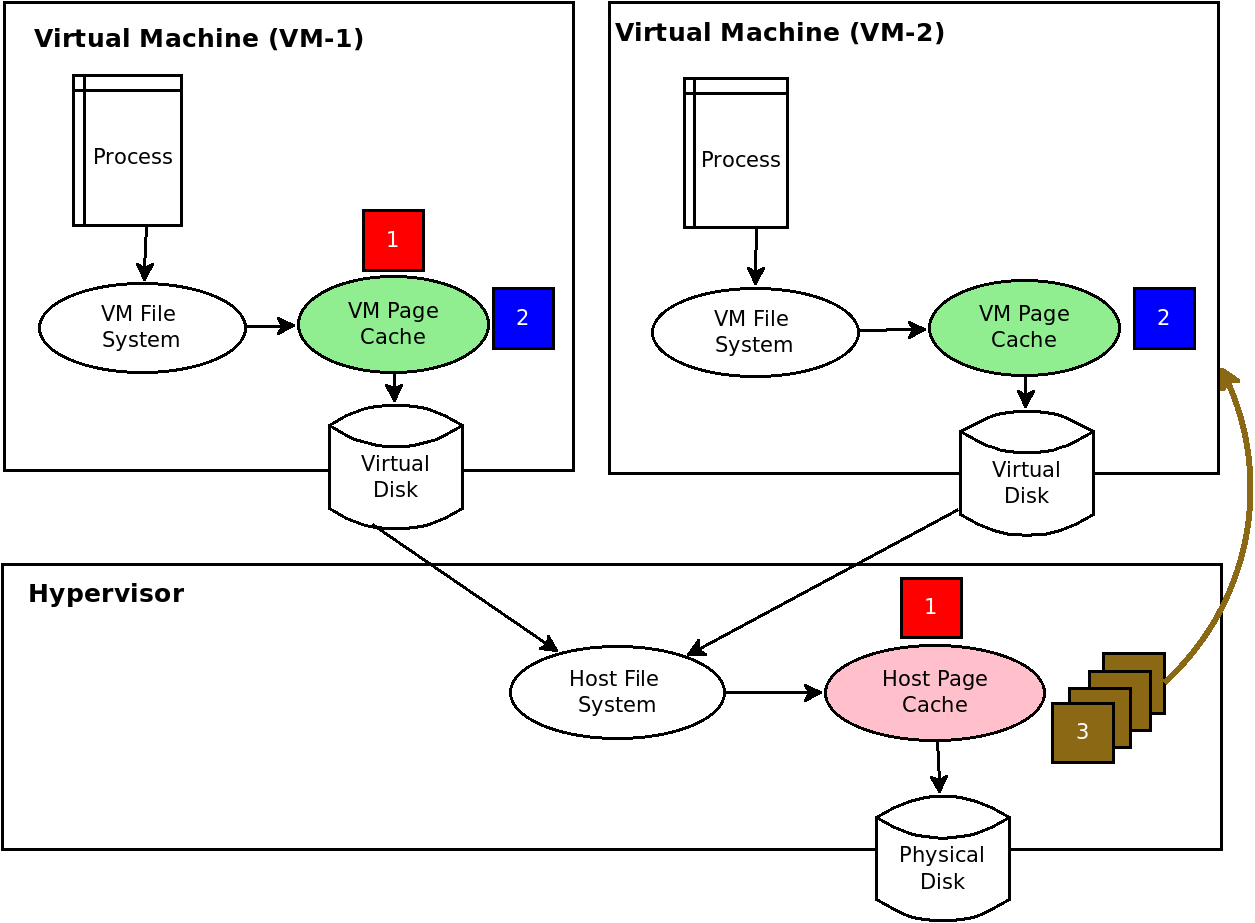 Virtual Machine (VM-1)
Process
1
VM File
System
VM Page
Cache
2
Virtual
Disk
Virtual Machine (VM-2)
Process
VM File
System
VM Page
Cache
2
Virtual
Disk
Hypervisor
1
Host File
System
Host Page
Cache
3
Physical
Disk